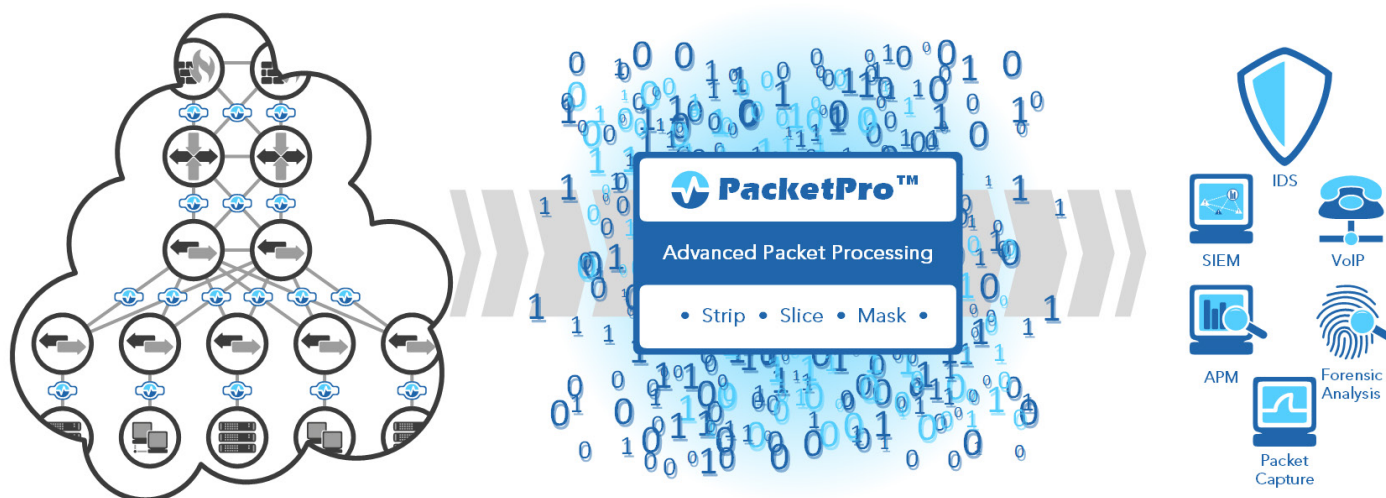 PacketPro™
Advanced Packet Processing
• Strip • Slice • Mask •
IDS
SIEM
VoIP
APM
Forensic
Analysis
Packet
Capture